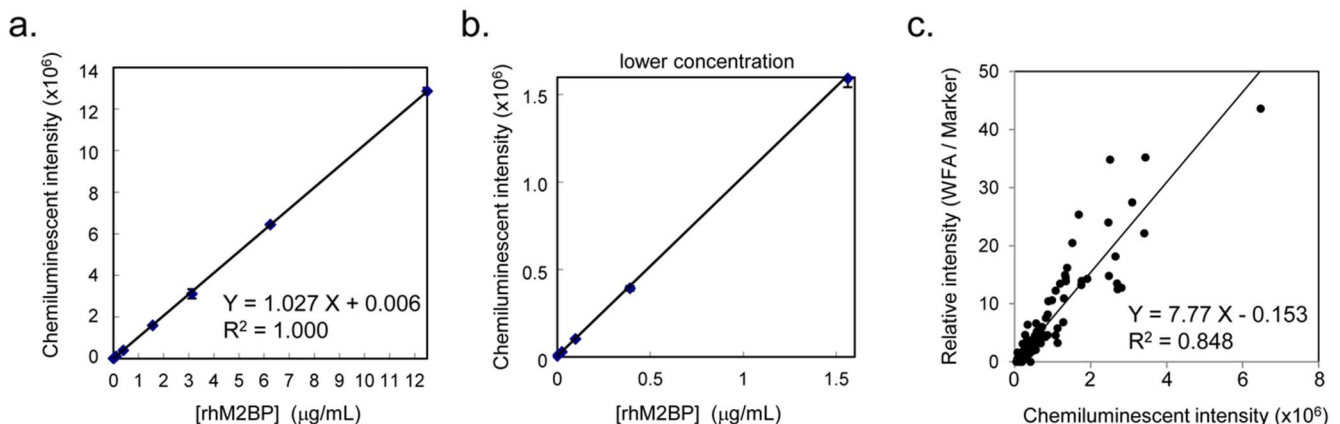 a.
Chemiluminescent intensity (x10⁶)
14
12
10
8
6
4
2
0
0 1 2 3 4 5 6 7 8 9 10 11 12
[rhM2BP] (μg/mL)
Y = 1.027 X + 0.006
R² = 1.000
b.
lower concentration
Chemiluminescent intensity (x10⁶)
1.5
1.0
0.5
0
0 0.5 1 1.5
[rhM2BP] (μg/mL)
c.
Relative intensity (WFA / Marker)
50
40
30
20
10
0
0 2 4 6 8
Chemiluminescent intensity (x10⁶)
Y = 7.77 X - 0.153
R² = 0.848